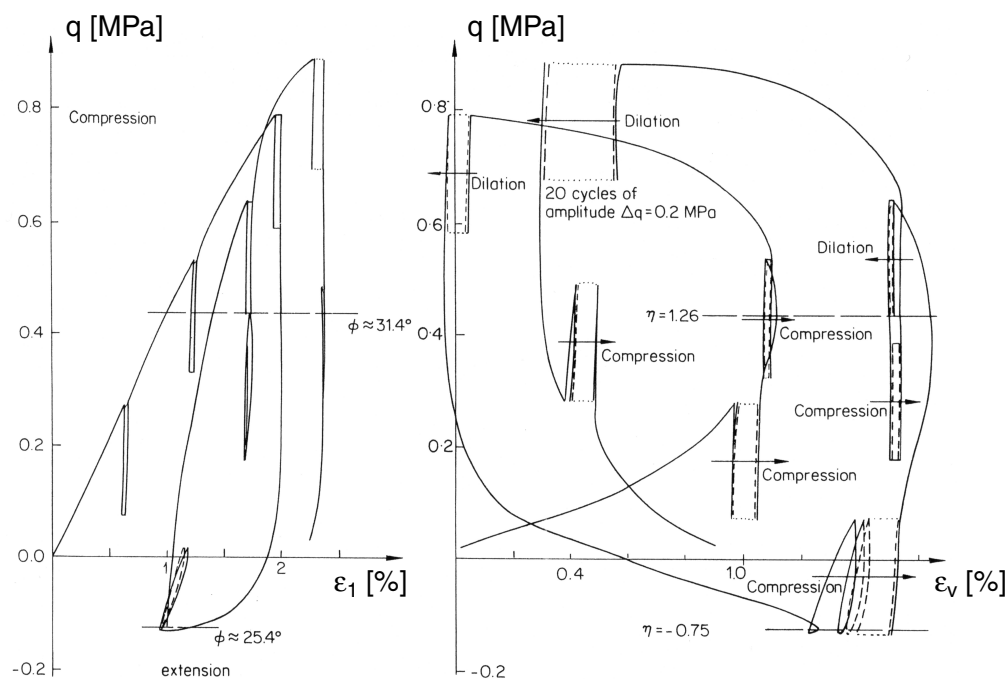 q [MPa]
Compression
0.8
0.6
0.4
0.2
0.0
-0.2
1
2
ε₁ [%]
ϕ≈31.4°
ϕ≈25.4°
extension
q [MPa]
0.8
0.6
0.4
0.2
-0.2
0.4
1.0
εᵥ [%]
Dilation
Dilation
20 cycles of
amplitude Δq=0.2 MPa
Dilation
η=1.26
Compression
Compression
Compression
Compression
Compression
η=-0.75